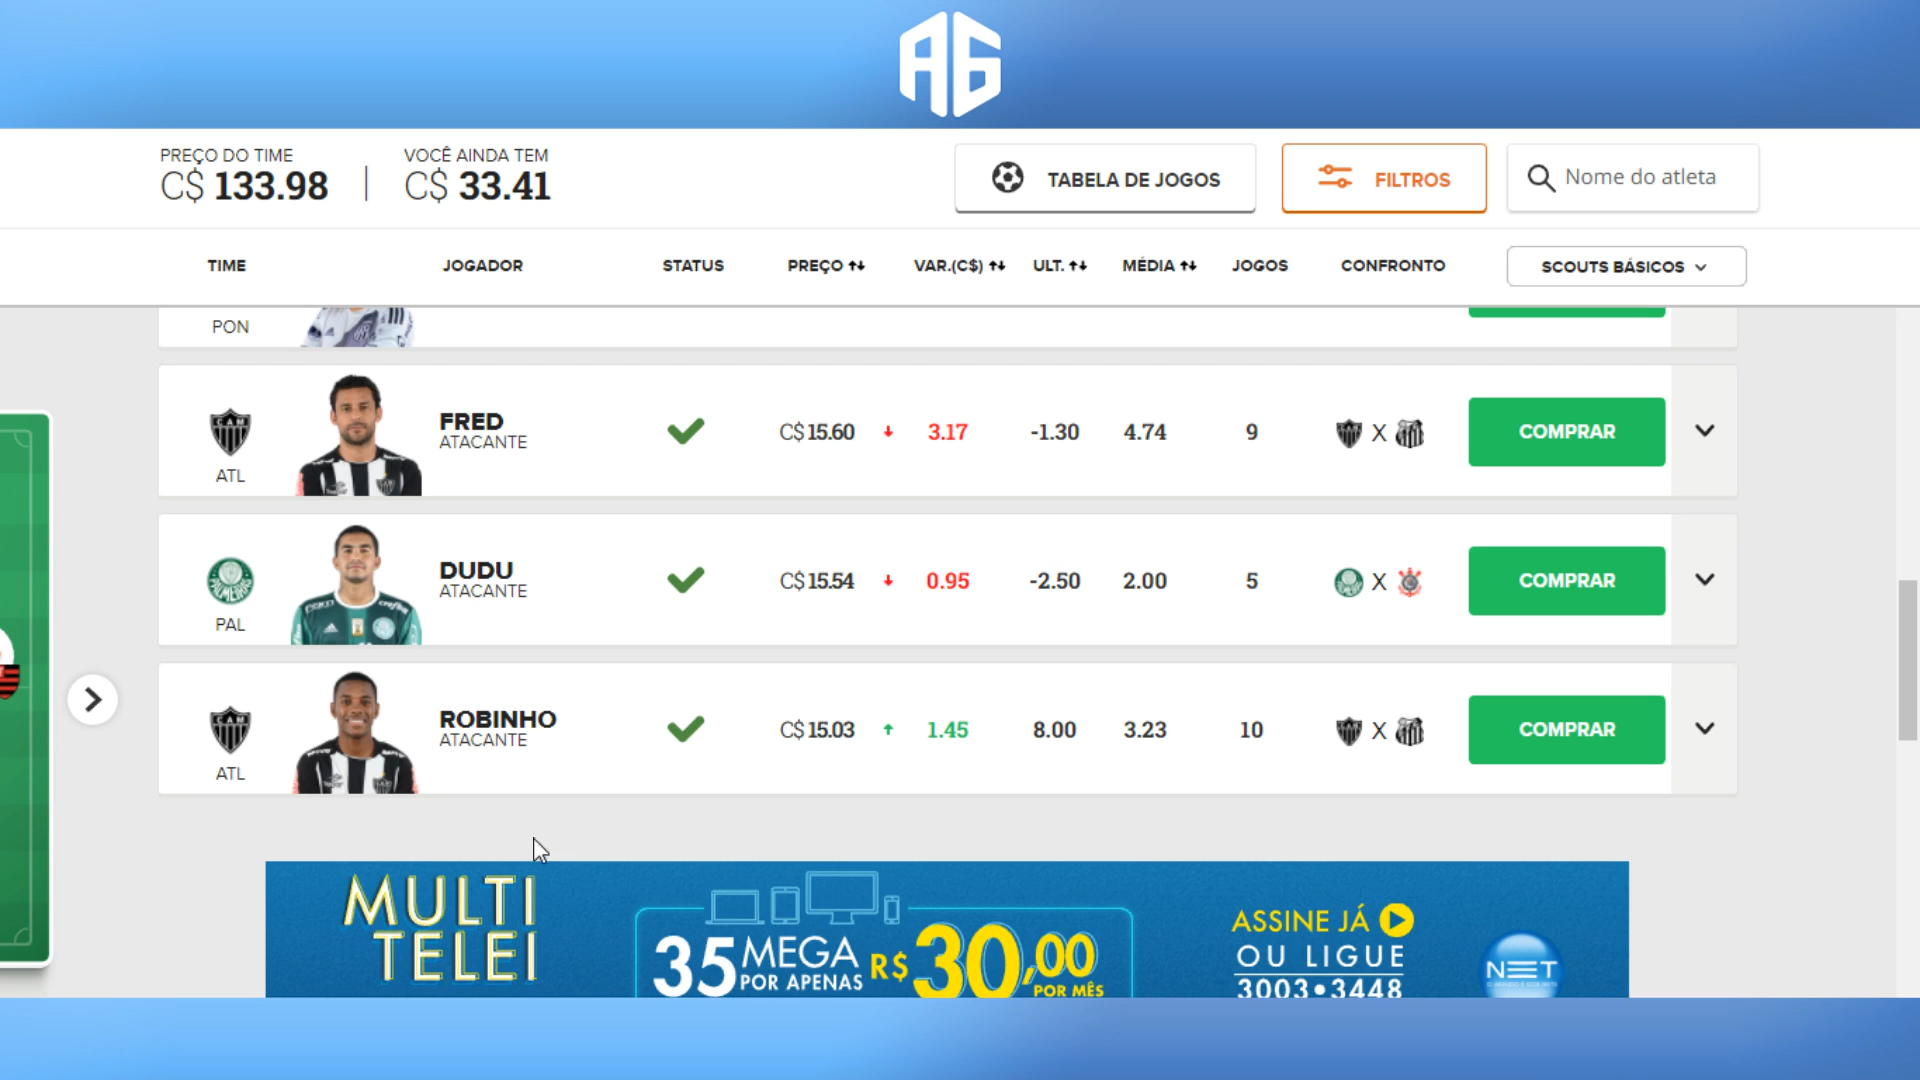 AG
PREÇO DO TIME
C$ 133.98
VOCÊ AINDA TEM
C$ 33.41
TABELA DE JOGOS
FILTROS
Nome do atleta
TIME JOGADOR STATUS PREÇO VAR.(C$) ULT. MÉDIA JOGOS CONFRONTO SCOUTS BÁSICOS
PON
CAM
ATL
FRED
ATACANTE
C$ 15.60 3.17 -1.30 4.74 9 X COMPRAR
PALMEIRAS
PAL
DUDU
ATACANTE
C$ 15.54 0.95 -2.50 2.00 5 X COMPRAR
CAM
ATL
ROBINHO
ATACANTE
C$ 15.03 1.45 8.00 3.23 10 X COMPRAR
MULTI
TELEI
35 MEGA
POR APENAS
R$ 30,00
POR MÊS
ASSINE JÁ
OU LIGUE
3003•3448
NET